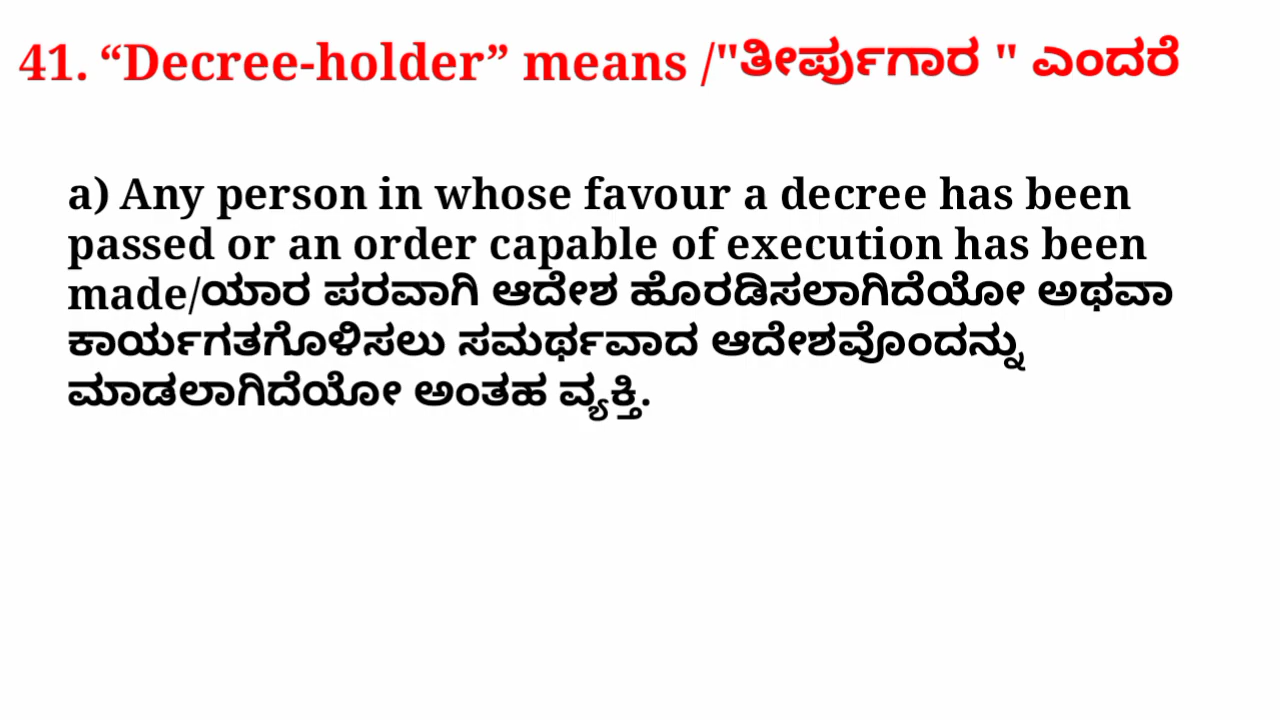 41. “Decree-holder” means /"ತೀರ್ಪುಗಾರ " ಎಂದರೆ
a) Any person in whose favour a decree has been
passed or an order capable of execution has been
made/ಯಾರ ಪರವಾಗಿ ಆದೇಶ ಹೊರಡಿಸಲಾಗಿದೆಯೋ ಅಥವಾ
ಕಾರ್ಯಗತಗೊಳಿಸಲು ಸಮರ್ಥವಾದ ಆದೇಶವೊಂದನ್ನು
ಮಾಡಲಾಗಿದೆಯೋ ಅಂತಹ ವ್ಯಕ್ತಿ.